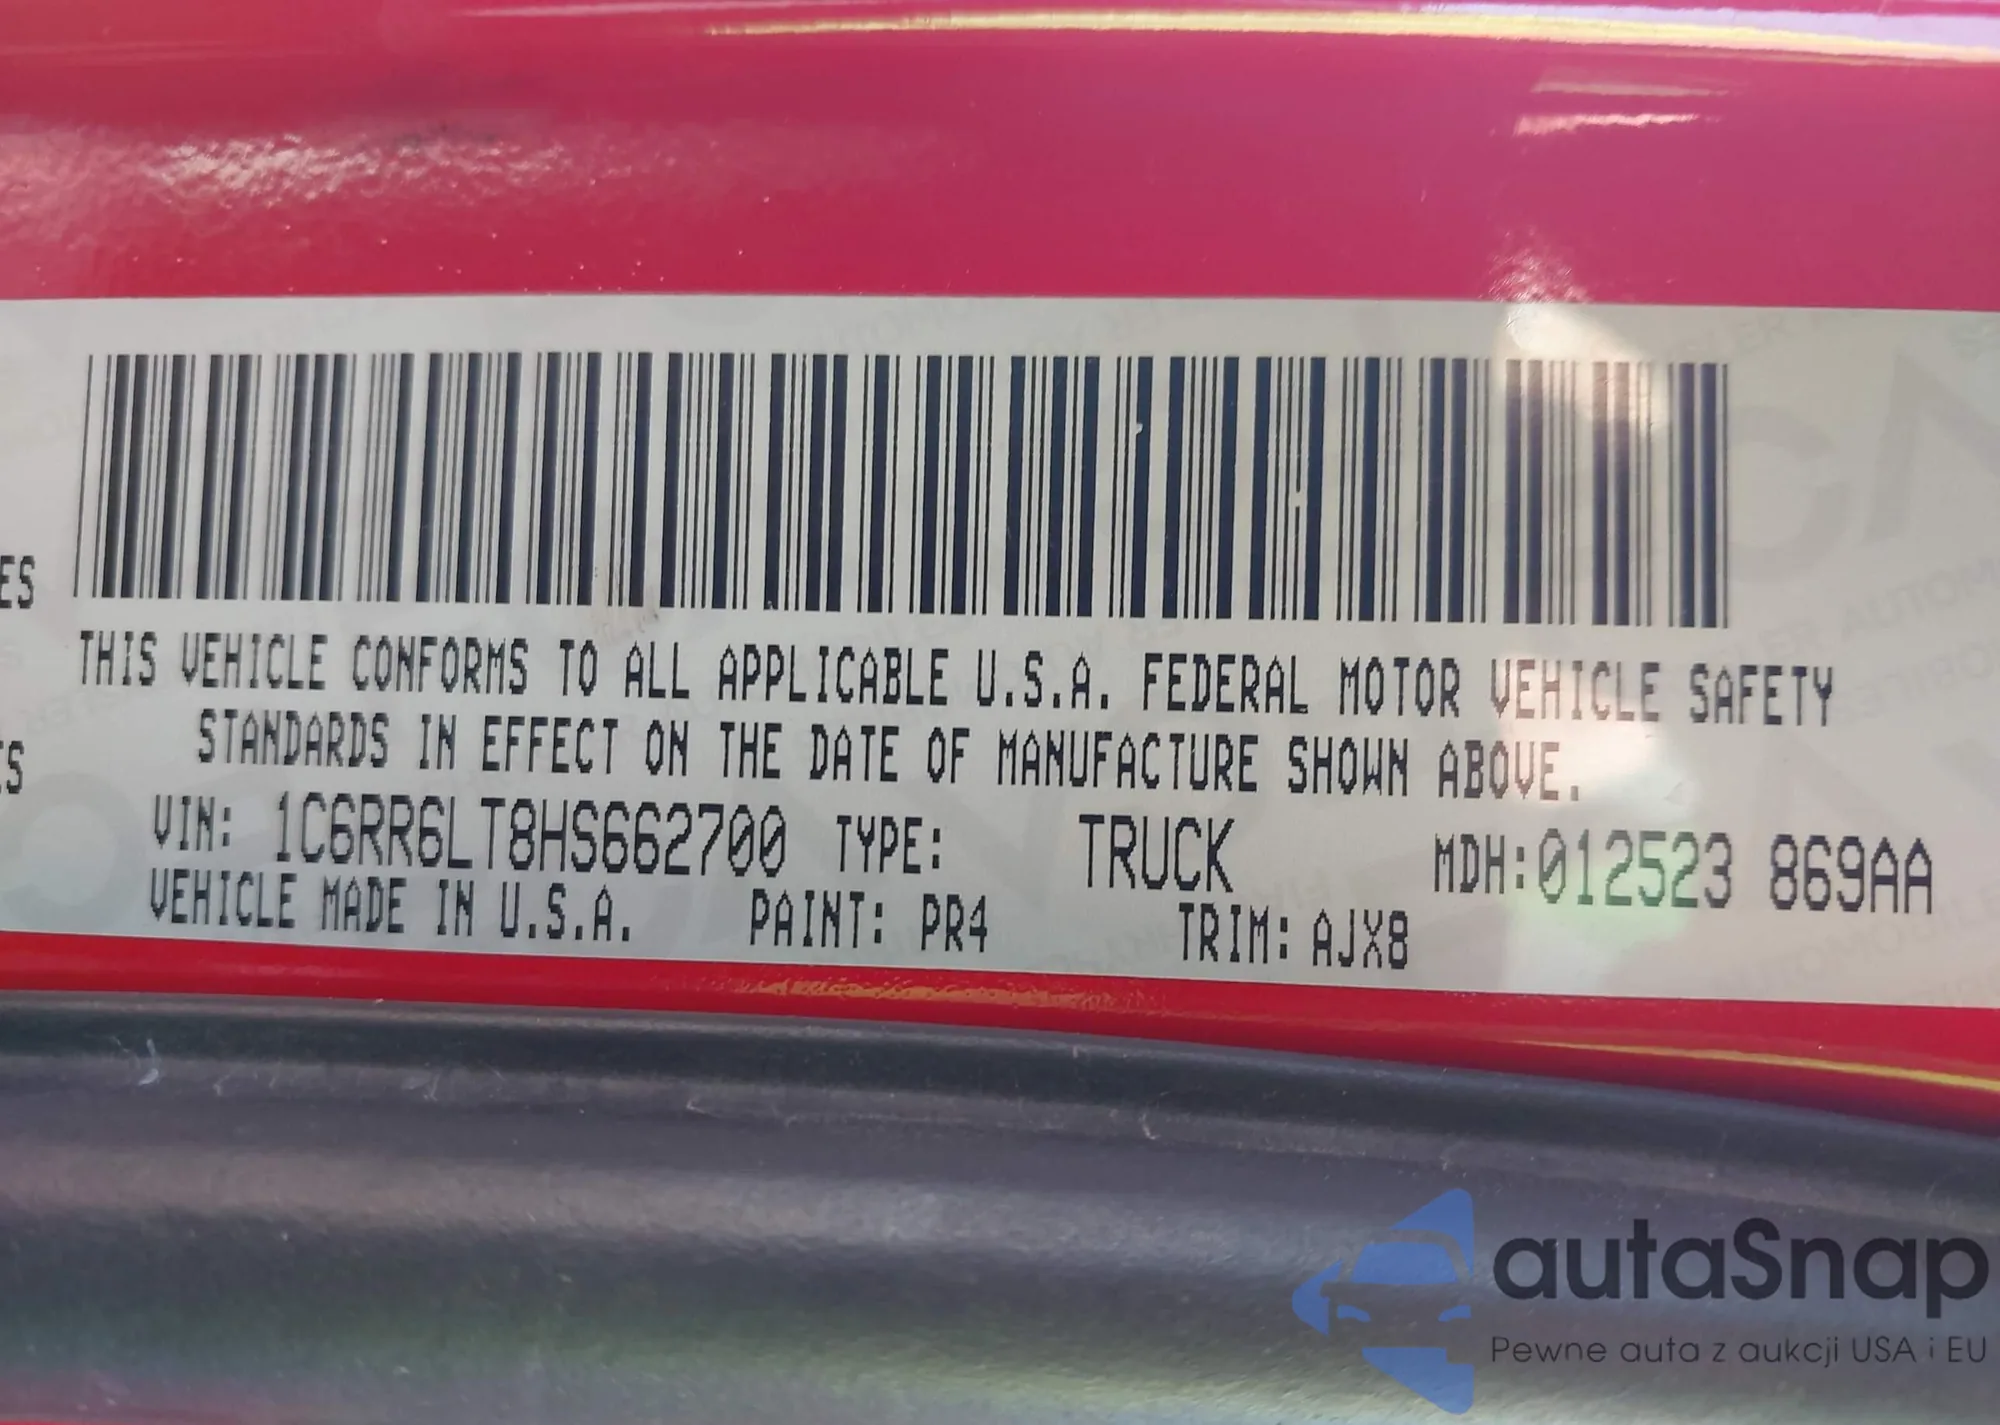 ES
THIS VEHICLE CONFORMS TO ALL APPLICABLE U.S.A. FEDERAL MOTOR VEHICLE SAFETY
STANDARDS IN EFFECT ON THE DATE OF MANUFACTURE SHOWN ABOVE.
VIN: 1C6RR6LT8HS662700 TYPE: TRUCK MDH:012523 869AA
VEHICLE MADE IN U.S.A. PAINT: PR4 TRIM: AJX8
autaSnap
Pewne auta z aukcji USA i EU